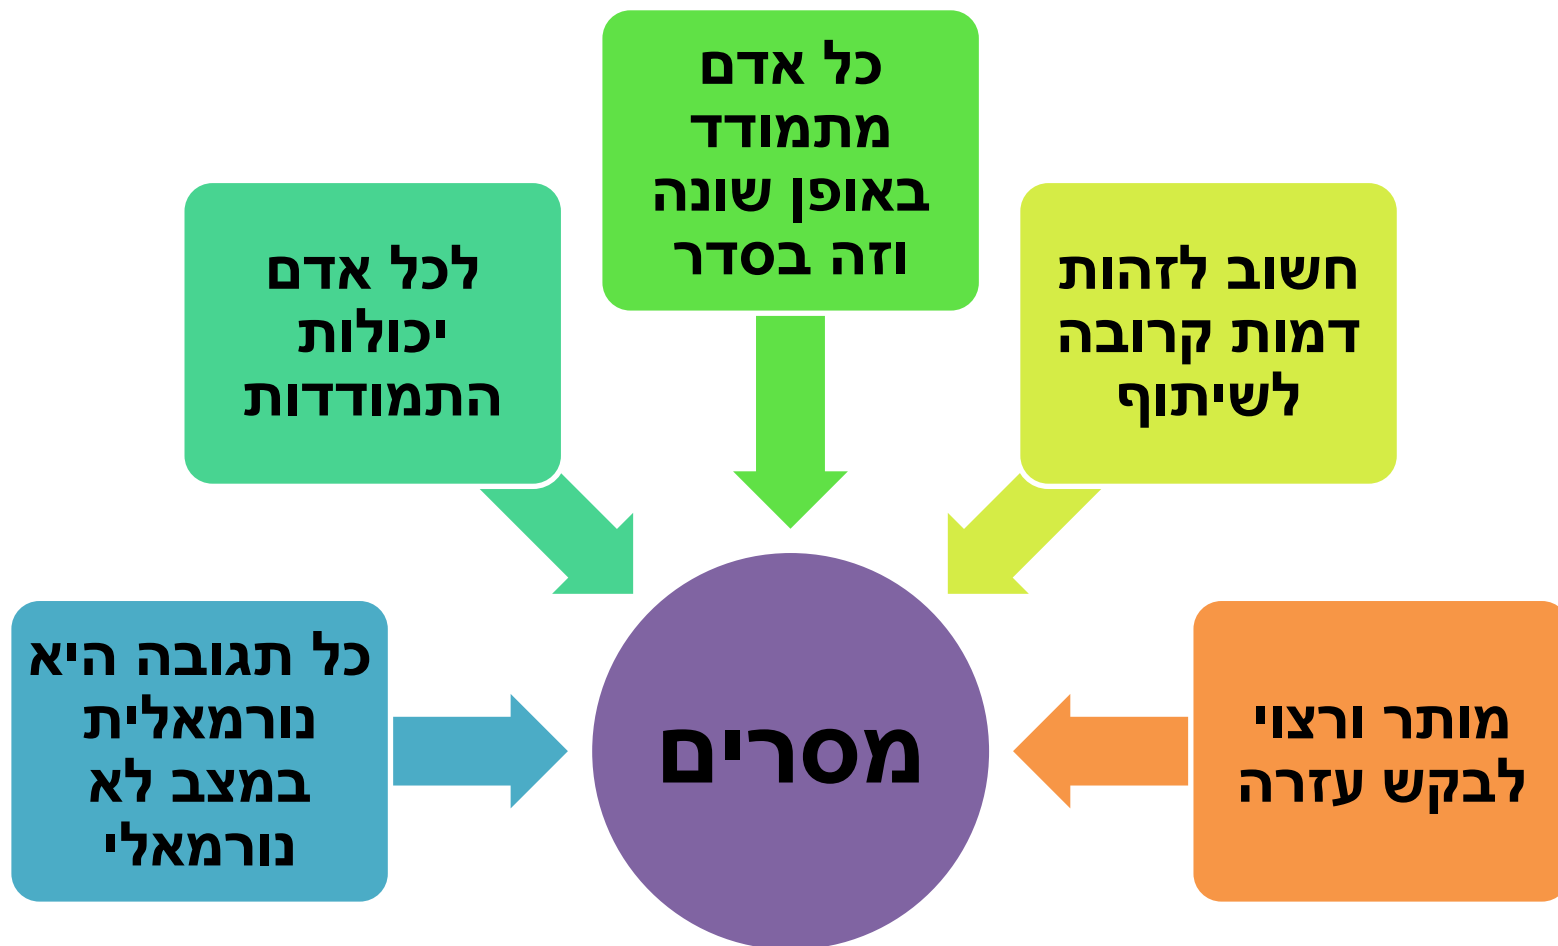 כל אדם
מתמודד
באופן שונה
וזה בסדר
חשוב לזהות
דמות קרובה
לשיתוף
לכל אדם
יכולות
התמודדות
מותר ורצוי
לבקש עזרה
כל תגובה היא
נורמאלית
במצב לא
נורמאלי
מסרים